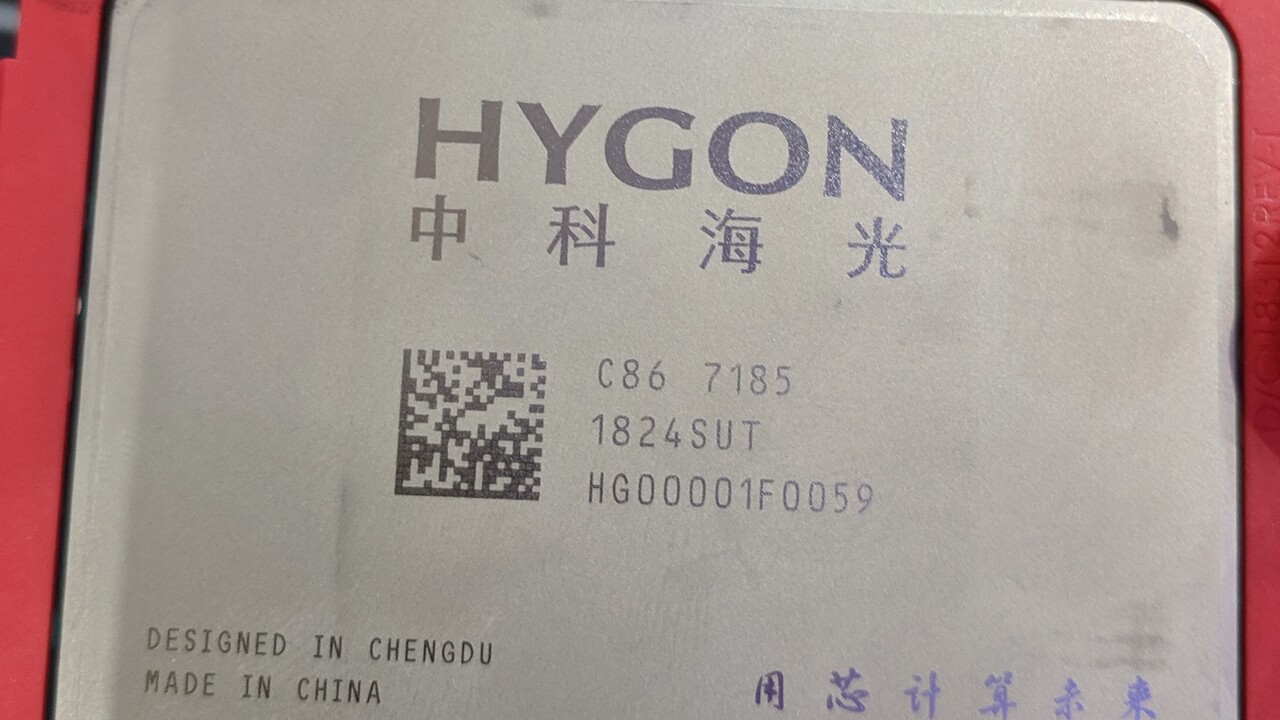 HYGON
中科海光
C86 7185
1824SUT
HG00001F0059
DESIGNED IN CHENGDU
MADE IN CHINA
用芯计算未来